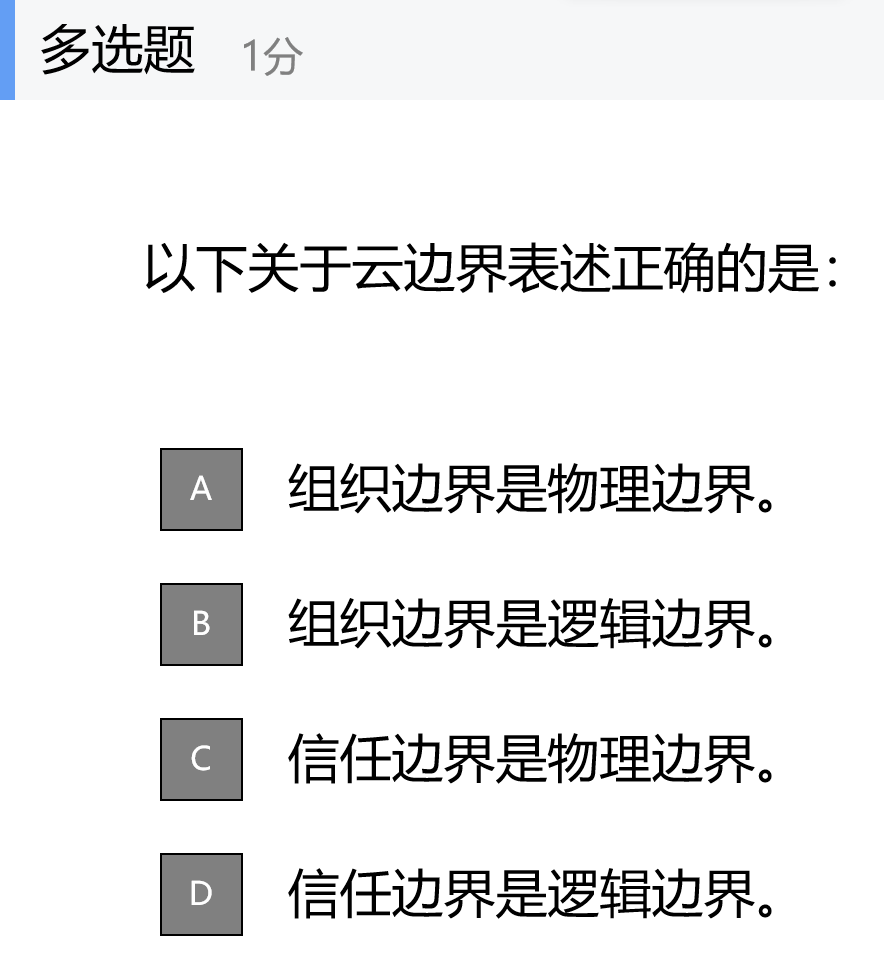 多选题 1分
以下关于云边界表述正确的是：
A 组织边界是物理边界。
B 组织边界是逻辑边界。
C 信任边界是物理边界。
D 信任边界是逻辑边界。